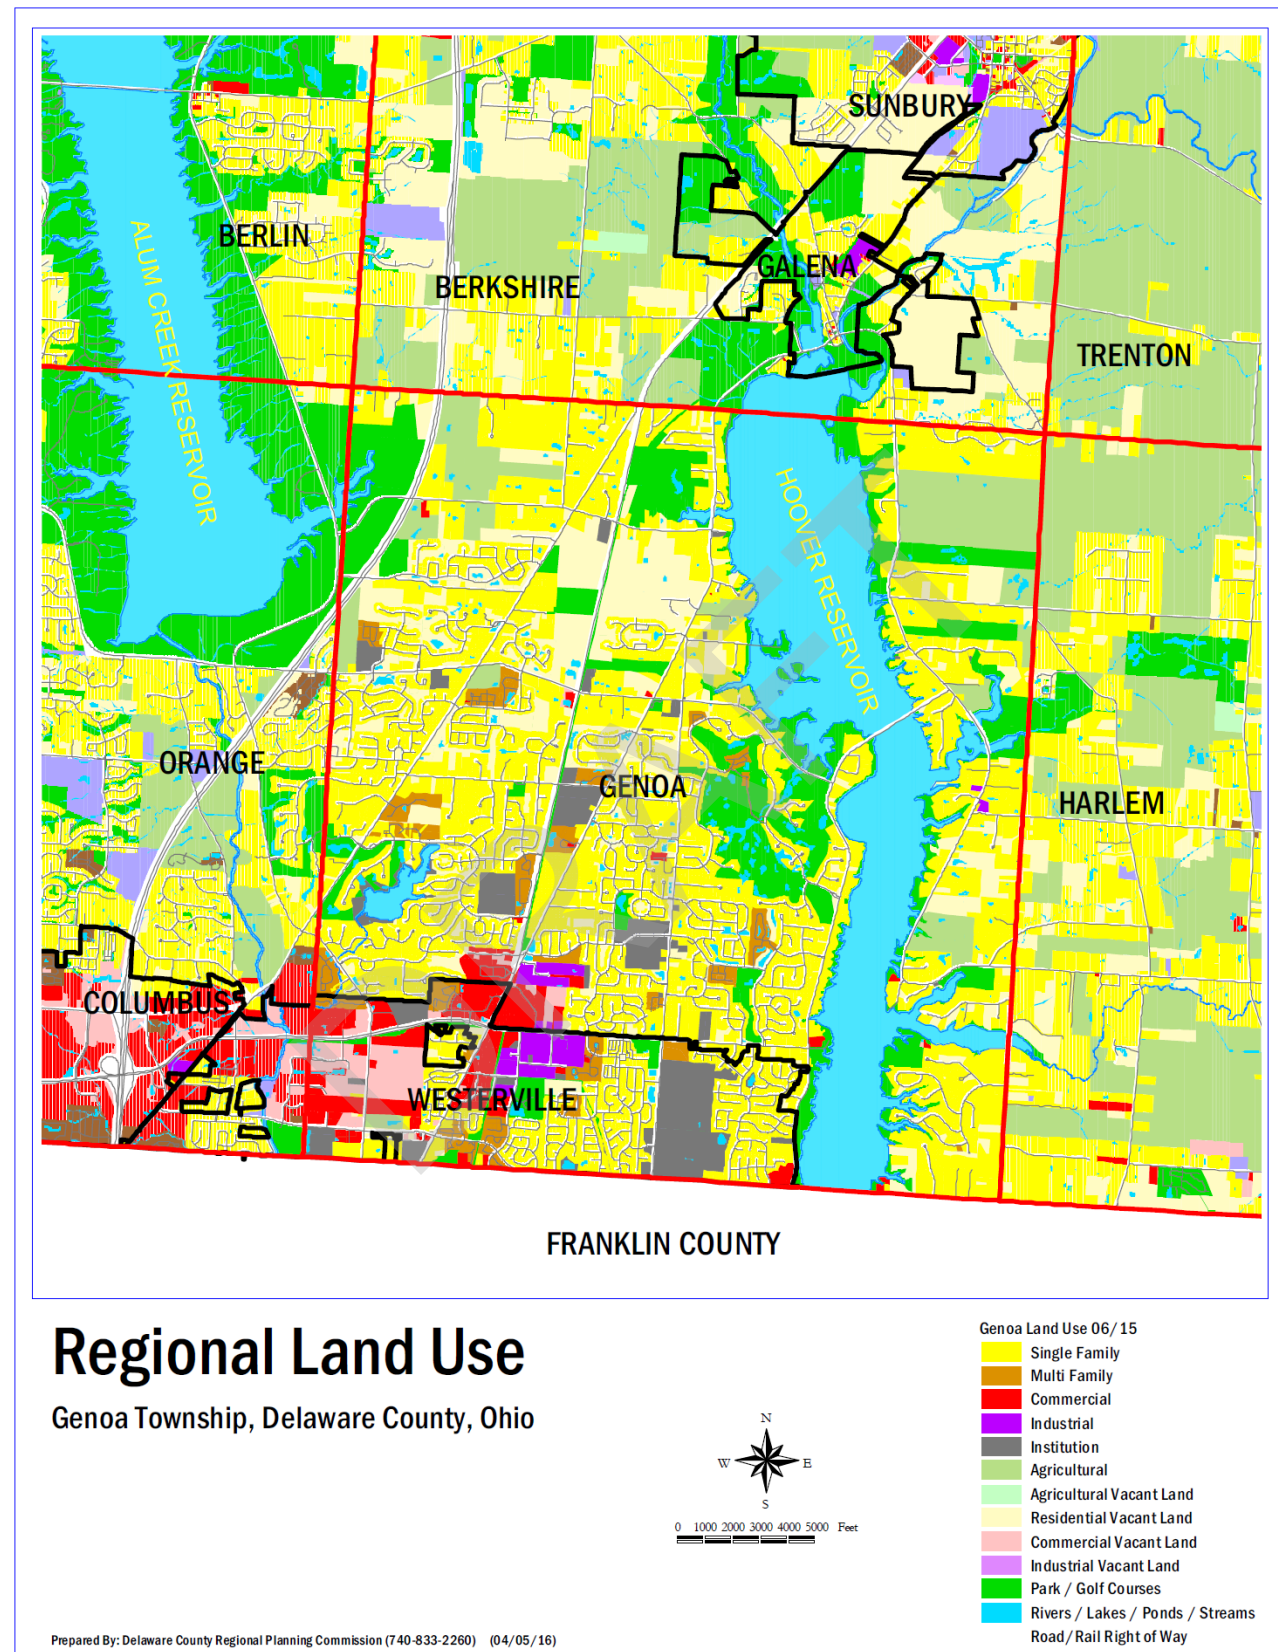 SUNBURY
BERLIN
ALUM CREEK RESERVOIR
BERKSHIRE
GALENA
TRENTON
HOOVER RESERVOIR
ORANGE
GENOA
HARLEM
COLUMBUS
WESTERVILLE
DRAFT
FRANKLIN COUNTY
Regional Land Use
Genoa Township, Delaware County, Ohio
N
W E
S
0 1000 2000 3000 4000 5000 Feet
Genoa Land Use 06/15
Single Family
Multi Family
Commercial
Industrial
Institution
Agricultural
Agricultural Vacant Land
Residential Vacant Land
Commercial Vacant Land
Industrial Vacant Land
Park / Golf Courses
Rivers / Lakes / Ponds / Streams
Road/Rail Right of Way
Prepared By: Delaware County Regional Planning Commission (740-833-2260) (04/05/16)